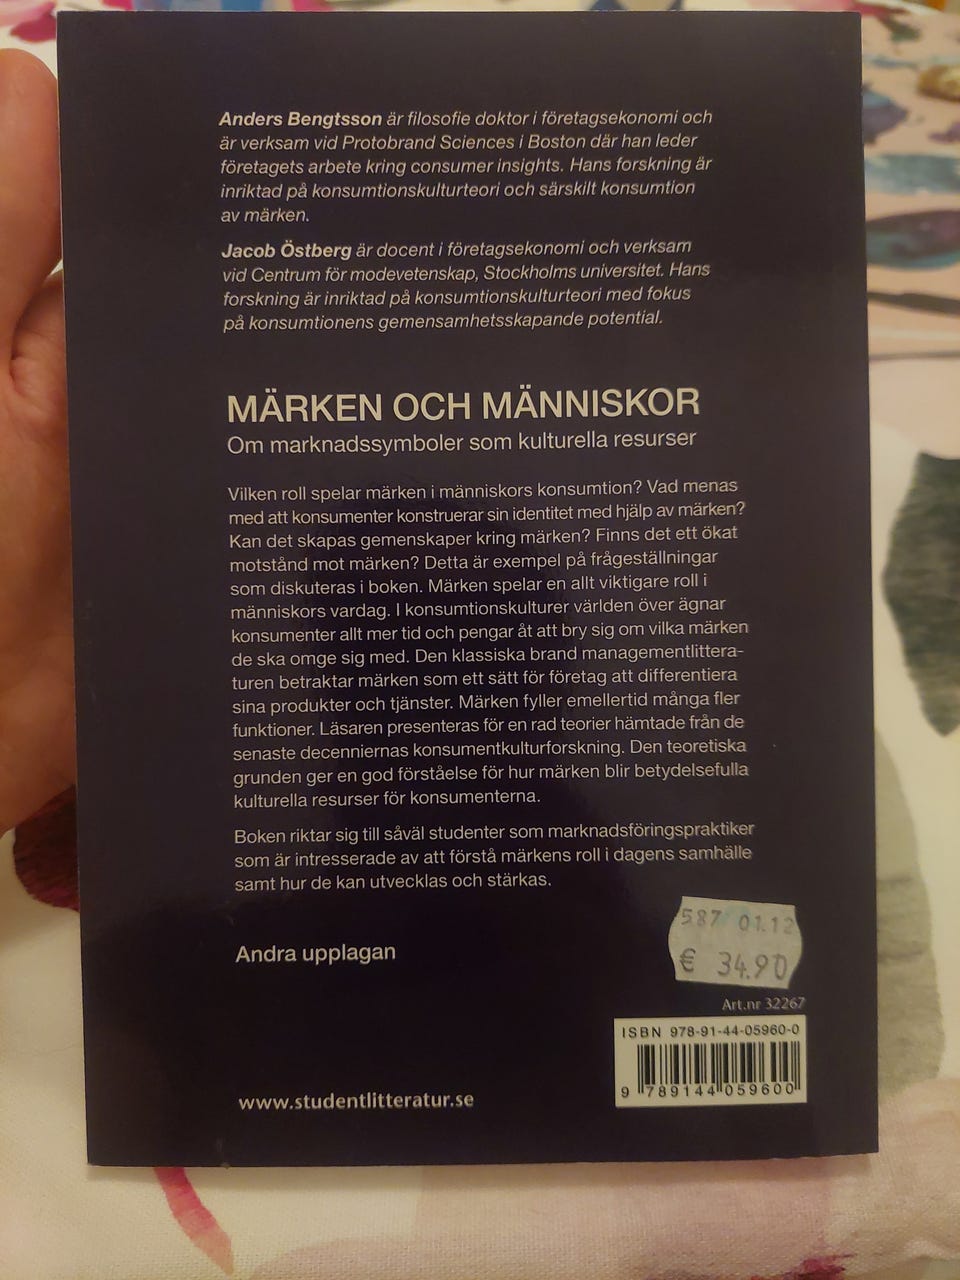 Anders Bengtsson är filosofie doktor i företagsekonomi och
är verksam vid Protobrand Sciences i Boston där han leder
företagets arbete kring consumer insights. Hans forskning är
inriktad på konsumtionskulturteori och särskilt konsumtion
av märken.
Jacob Östberg är docent i företagsekonomi och verksam
vid Centrum för modevetenskap, Stockholms universitet. Hans
forskning är inriktad på konsumtionskulturteori med fokus
på konsumtionens gemensamhetsskapande potential.
MÄRKEN OCH MÄNNISKOR
Om marknadssymboler som kulturella resurser
Vilken roll spelar märken i människors konsumtion? Vad menas
med att konsumenter konstruerar sin identitet med hjälp av märken?
Kan det skapas gemenskaper kring märken? Finns det ett ökat
motstånd mot märken? Detta är exempel på frågeställningar
som diskuteras i boken. Märken spelar en allt viktigare roll i
människors vardag. I konsumtionskulturer världen över ägnar
konsumenter allt mer tid och pengar åt att bry sig om vilka märken
de ska omge sig med. Den klassiska brand managementlittera-
turen betraktar märken som ett sätt för företag att differentiera
sina produkter och tjänster. Märken fyller emellertid många fler
funktioner. Läsaren presenteras för en rad teorier hämtade från de
senaste decenniernas konsumentkulturforskning. Den teoretiska
grunden ger en god förståelse för hur märken blir betydelsefulla
kulturella resurser för konsumenterna.
Boken riktar sig till såväl studenter som marknadsföringspraktiker
som är intresserade av att förstå märkens roll i dagens samhälle
samt hur de kan utvecklas och stärkas.
587 01.12
€ 34.90
Andra upplagan
Art.nr 32267
ISBN 978-91-44-05960-0
9 789144 059600
www.studentlitteratur.se